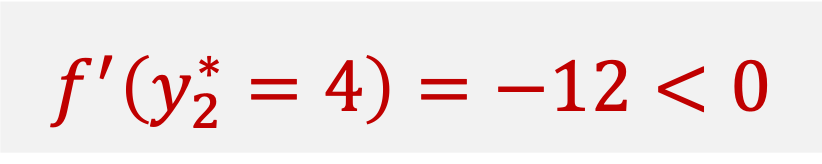 f′(y₂* = 4) = −12 < 0